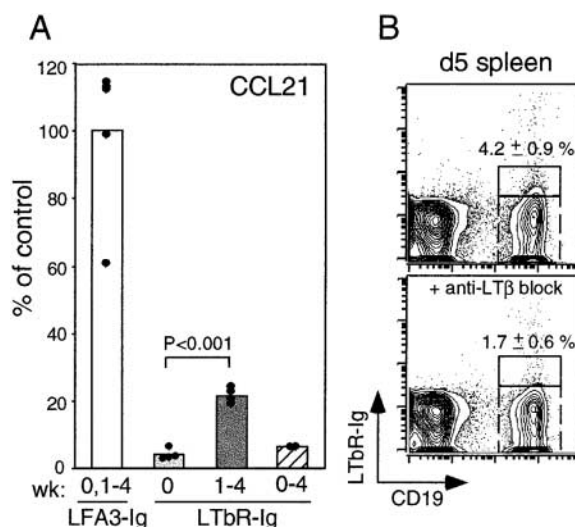 A
CCL21
% of control
120
100
80
60
40
20
0
P<0.001
wk: 0,1-4 0 1-4 0-4
LFA3-Ig LTbR-Ig
B
d5 spleen
4.2 ± 0.9 %
+ anti-LTβ block
1.7 ± 0.6 %
LTbR-Ig
CD19